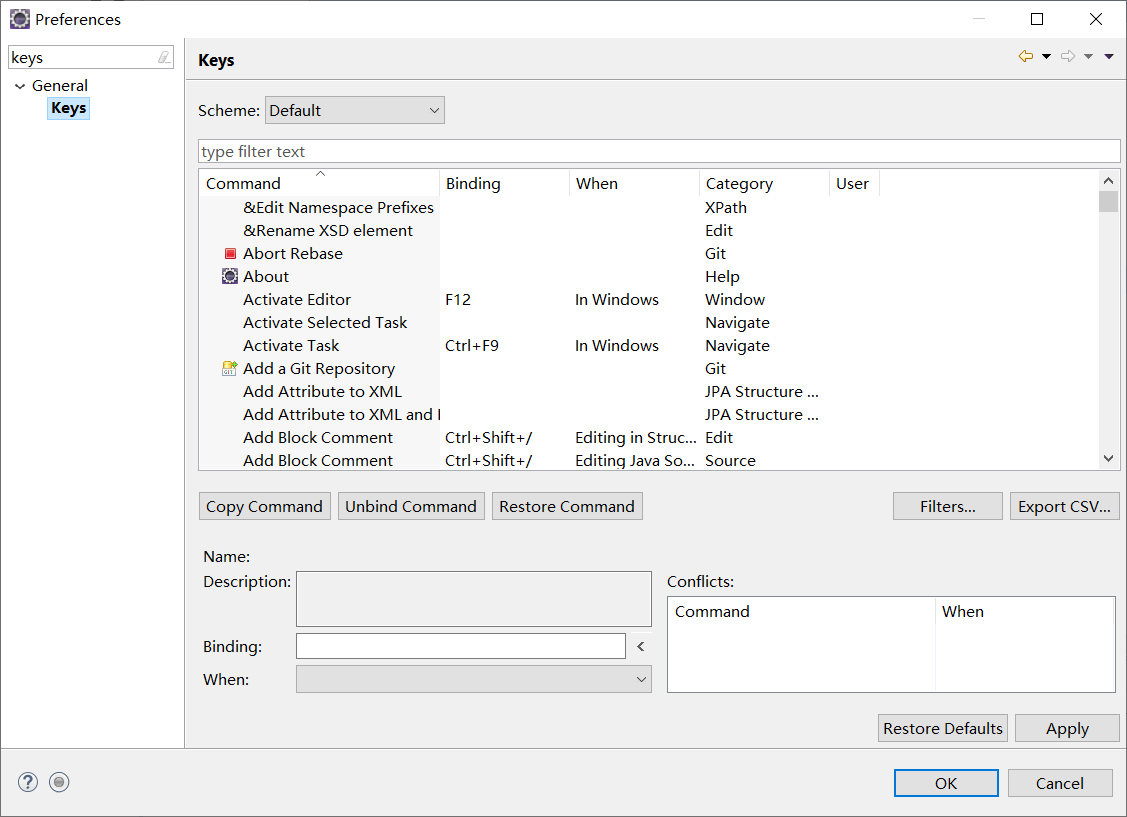 Preferences
keys
General
Keys
Keys
Scheme: Default
type filter text
Command Binding When Category User
&Edit Namespace Prefixes XPath
&Rename XSD element Edit
Abort Rebase Git
About Help
Activate Editor F12 In Windows Window
Activate Selected Task Navigate
Activate Task Ctrl+F9 In Windows Navigate
Add a Git Repository Git
Add Attribute to XML JPA Structure ...
Add Attribute to XML and JPA Structure ...
Add Block Comment Ctrl+Shift+/ Editing in Struc... Edit
Add Block Comment Ctrl+Shift+/ Editing Java So... Source
Copy Command Unbind Command Restore Command Filters... Export CSV...
Name:
Description:
Conflicts:
Command When
Binding: <
When:
Restore Defaults Apply
? OK Cancel